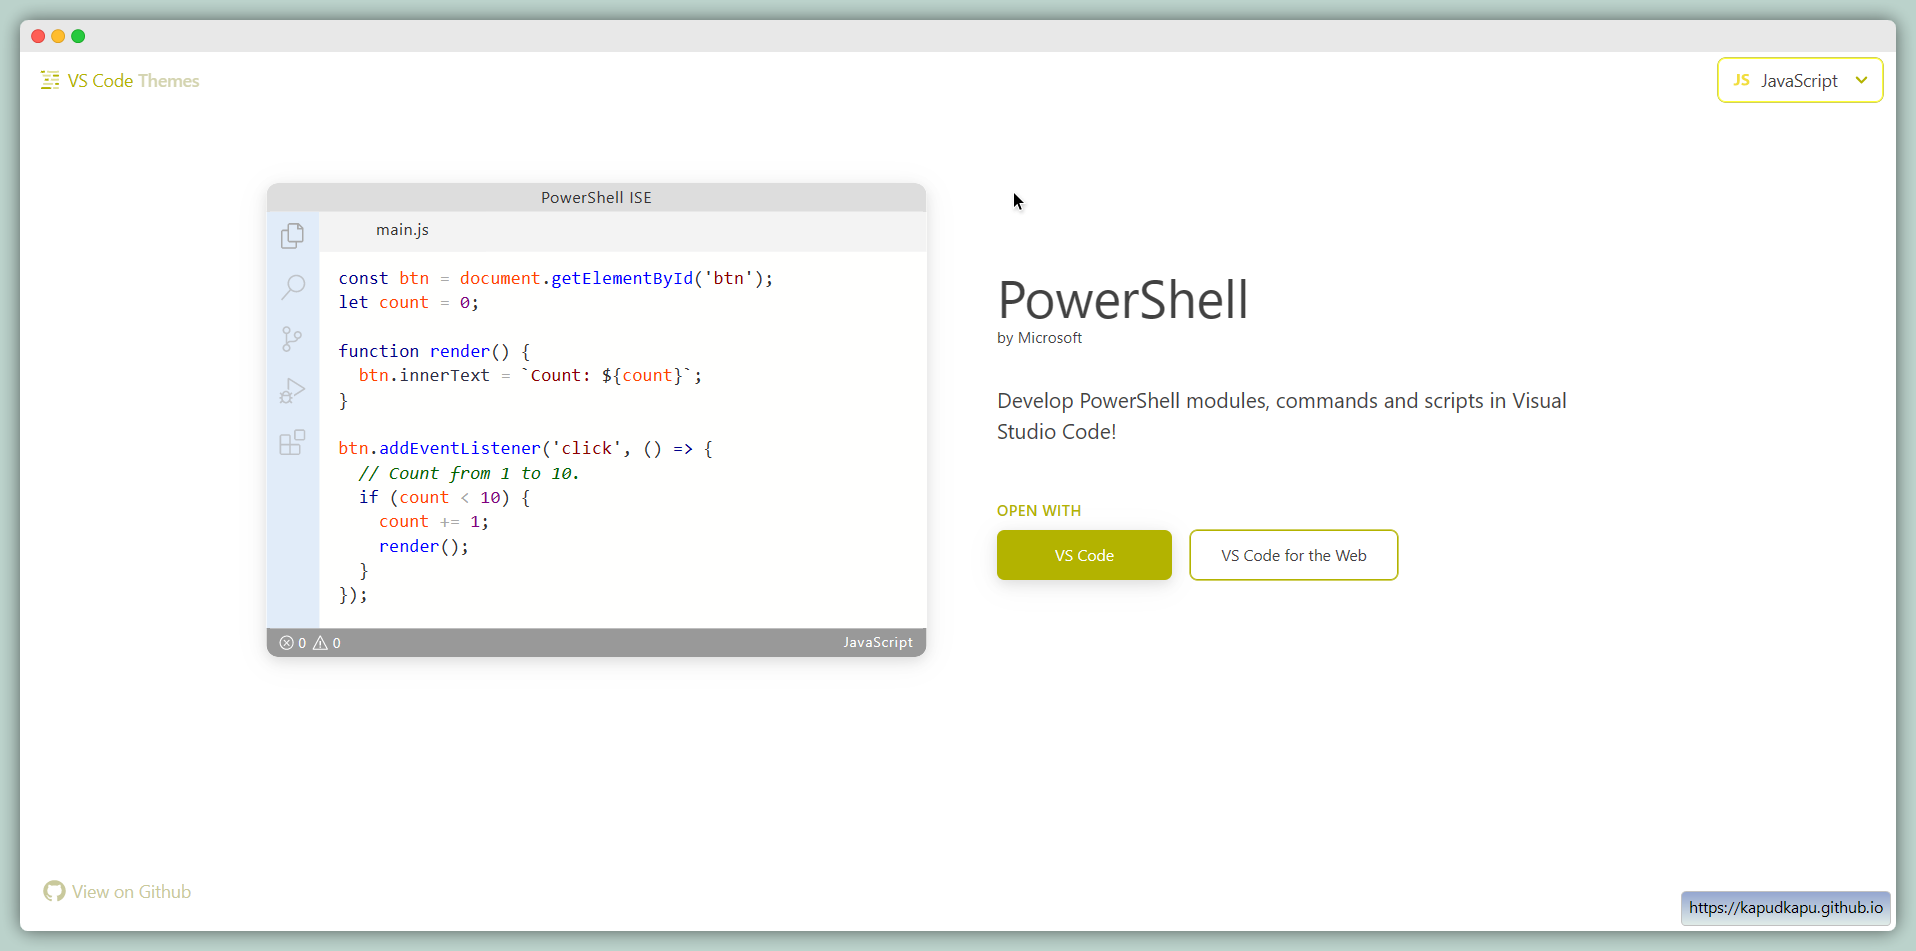 VS Code Themes
JS JavaScript
PowerShell ISE
main.js
const btn = document.getElementById('btn');
let count = 0;
function render() {
  btn.innerText = `Count: ${count}`;
}
btn.addEventListener('click', () => {
  // Count from 1 to 10.
  if (count < 10) {
    count += 1;
    render();
  }
});
0 0 JavaScript
PowerShell
by Microsoft
Develop PowerShell modules, commands and scripts in Visual
Studio Code!
OPEN WITH
VS Code
VS Code for the Web
View on Github
https://kapudkapu.github.io